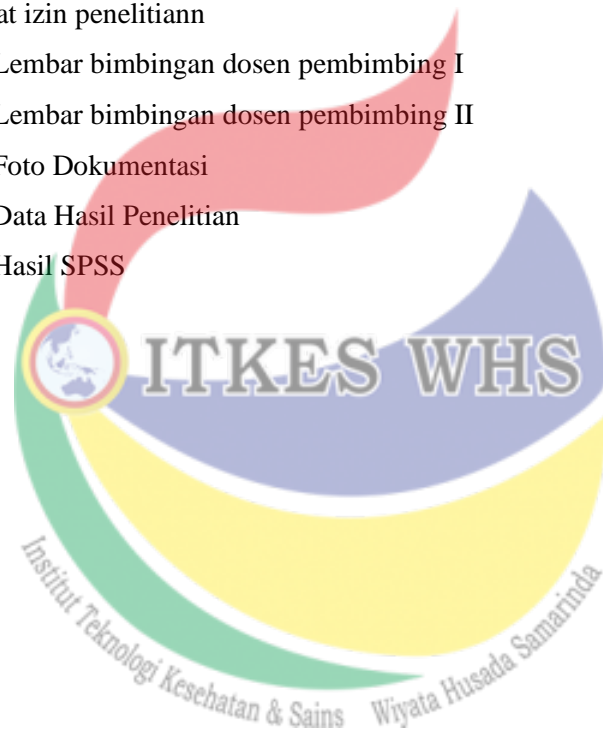 at izin penelitiann
Lembar bimbingan dosen pembimbing I
Lembar bimbingan dosen pembimbing II
Foto Dokumentasi
Data Hasil Penelitian
Hasil SPSS
ITKES WHS
Institut Teknologi Kesehatan & Sains Wiyata Husada Samarinda